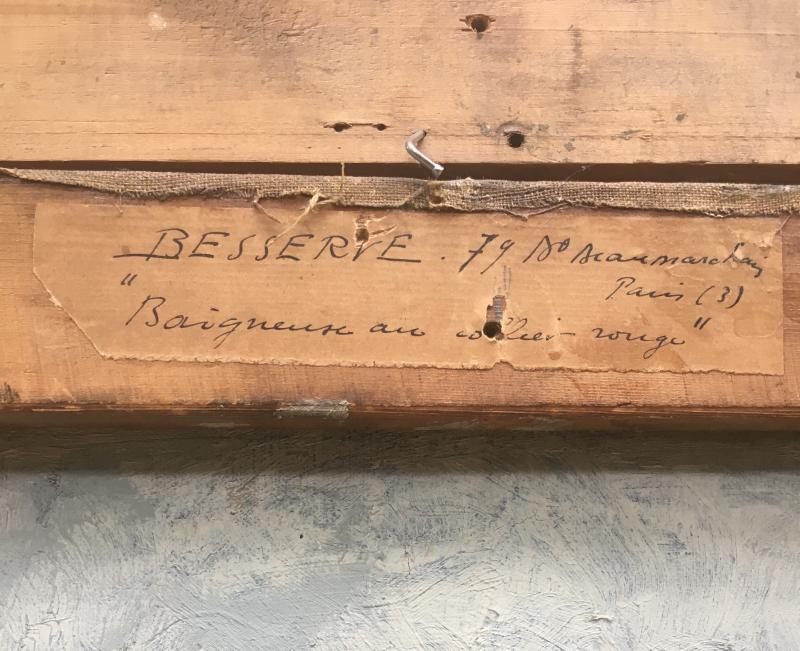 BESSERVE. 79 Bd Beaumarchais
Paris (3)
"Baigneuse au collier rouge"